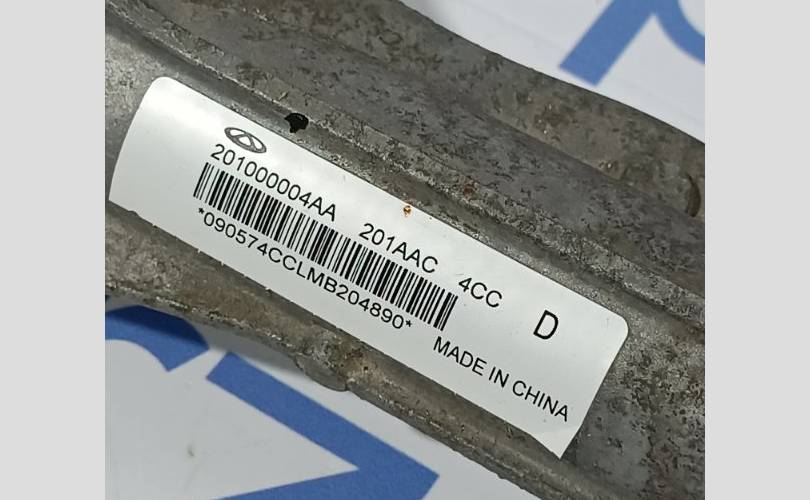 201000004AA 201AAC 4CC
*090574CCLMB204890*
D
MADE IN CHINA